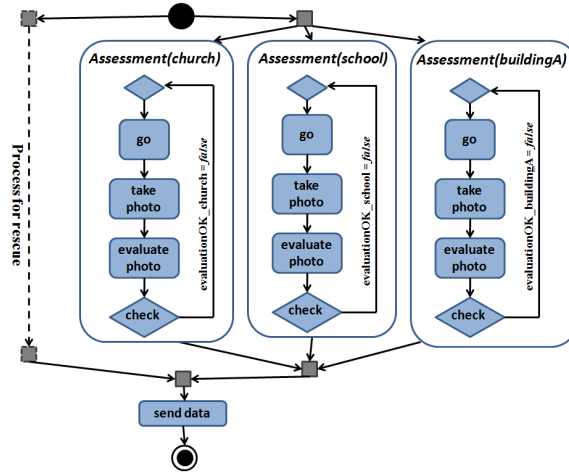 Assessment(church)
Assessment(school)
Assessment(buildingA)
Process for rescue
go
take
photo
evaluate
photo
check
evaluationOK_church = false
go
take
photo
evaluate
photo
check
evaluationOK_school = false
go
take
photo
evaluate
photo
check
evaluationOK_buildingA = false
send data